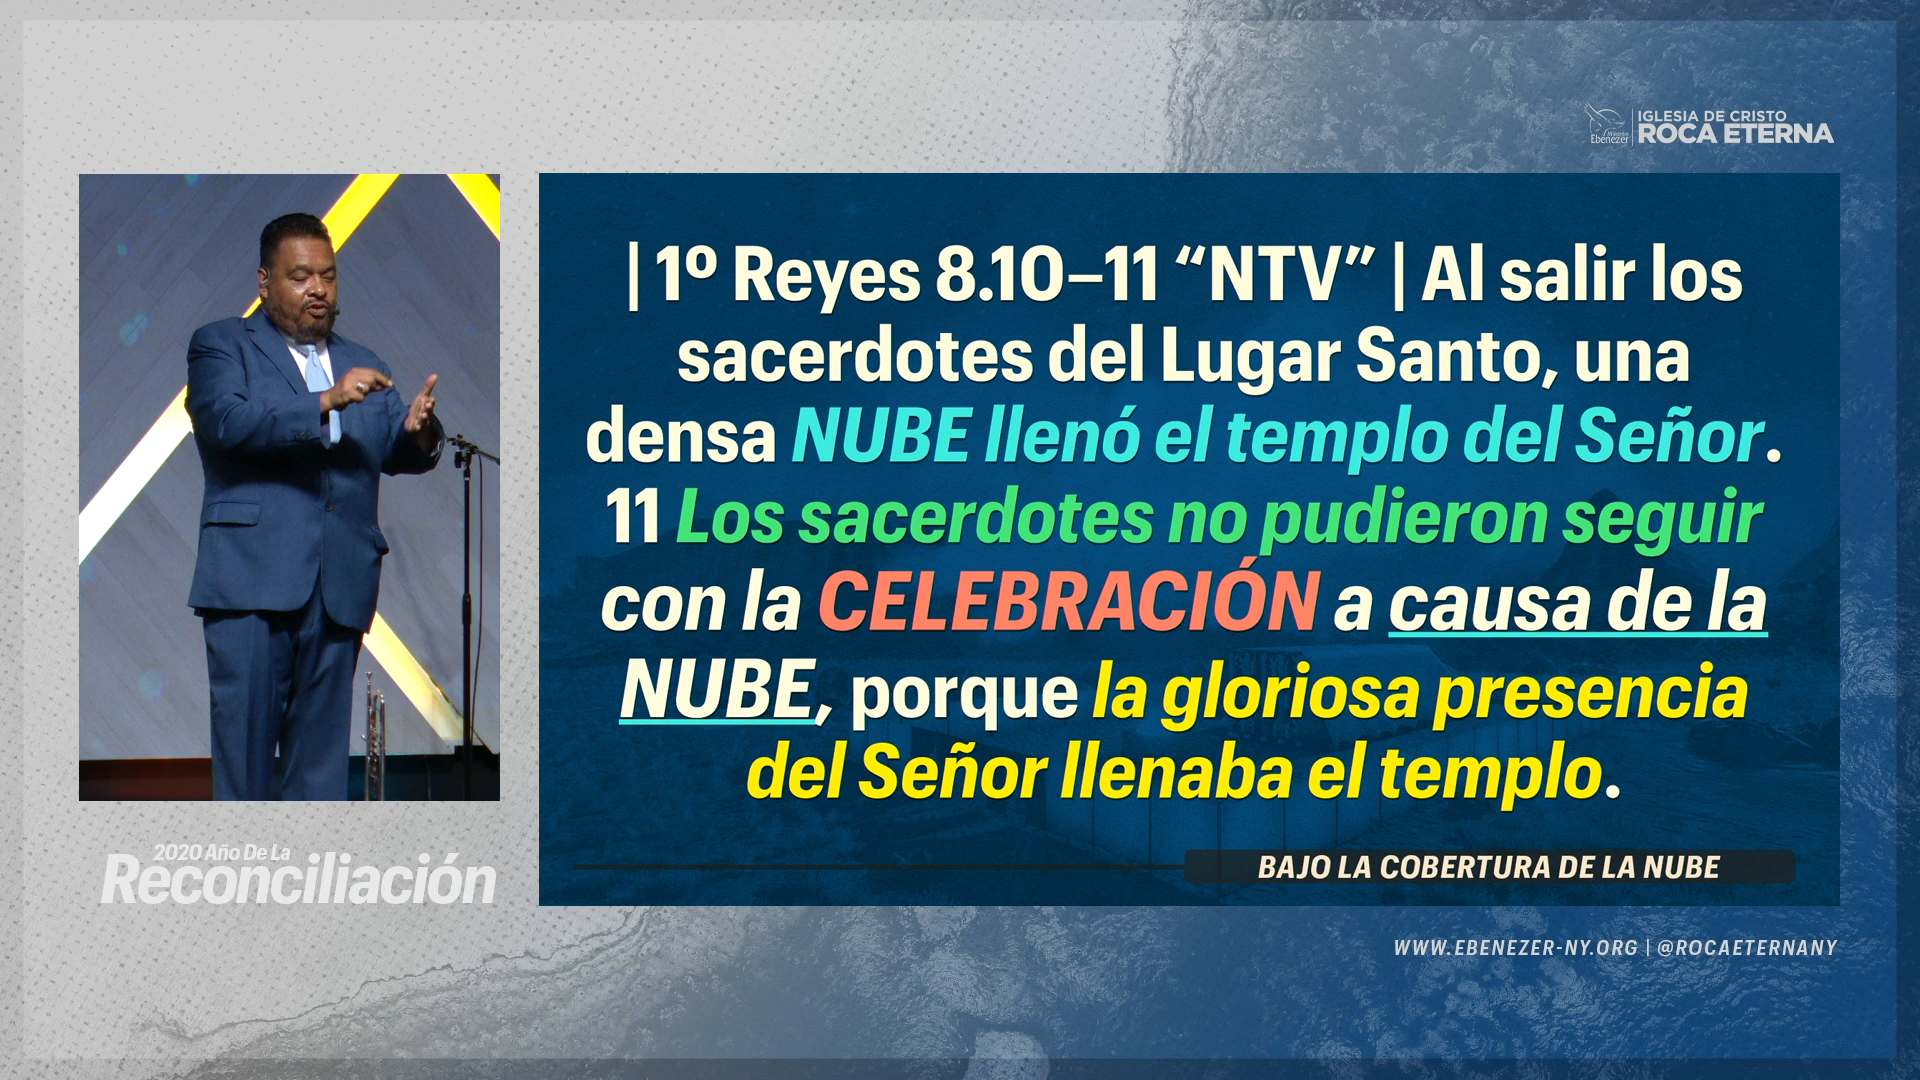 IGLESIA DE CRISTO
ROCA ETERNA
Ministerios
Ebenezer
| 1º Reyes 8.10–11 “NTV” | Al salir los
sacerdotes del Lugar Santo, una
densa NUBE llenó el templo del Señor.
11 Los sacerdotes no pudieron seguir
con la CELEBRACIÓN a causa de la
NUBE, porque la gloriosa presencia
del Señor llenaba el templo.
BAJO LA COBERTURA DE LA NUBE
2020 Año De La
Reconciliación
WWW.EBENEZER-NY.ORG | @ROCAETERNANY